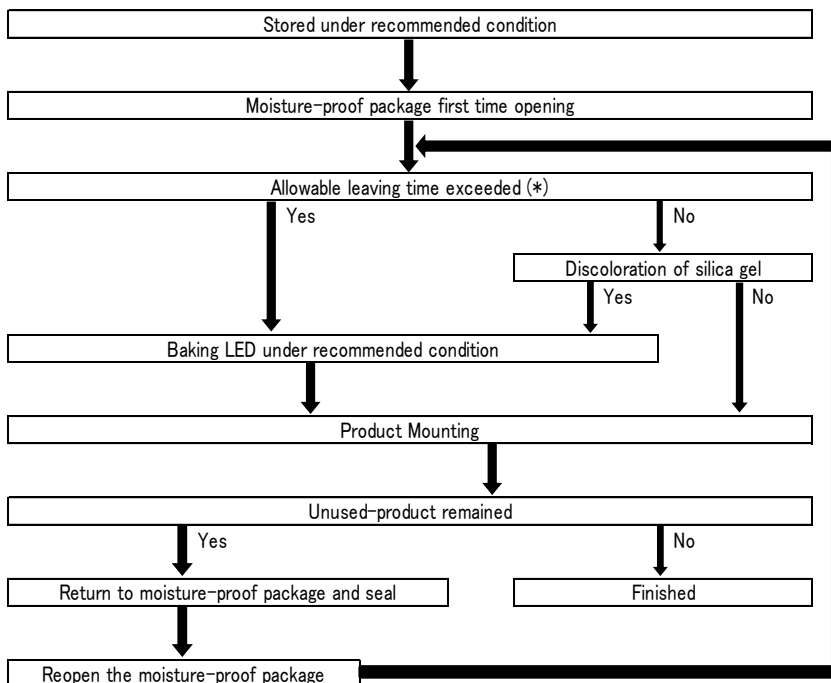 Stored under recommended condition
Moisture-proof package first time opening
Allowable leaving time exceeded (*)
Yes
No
Discoloration of silica gel
Yes
No
Baking LED under recommended condition
Product Mounting
Unused-product remained
Yes
No
Return to moisture-proof package and seal
Finished
Reopen the moisture-proof package